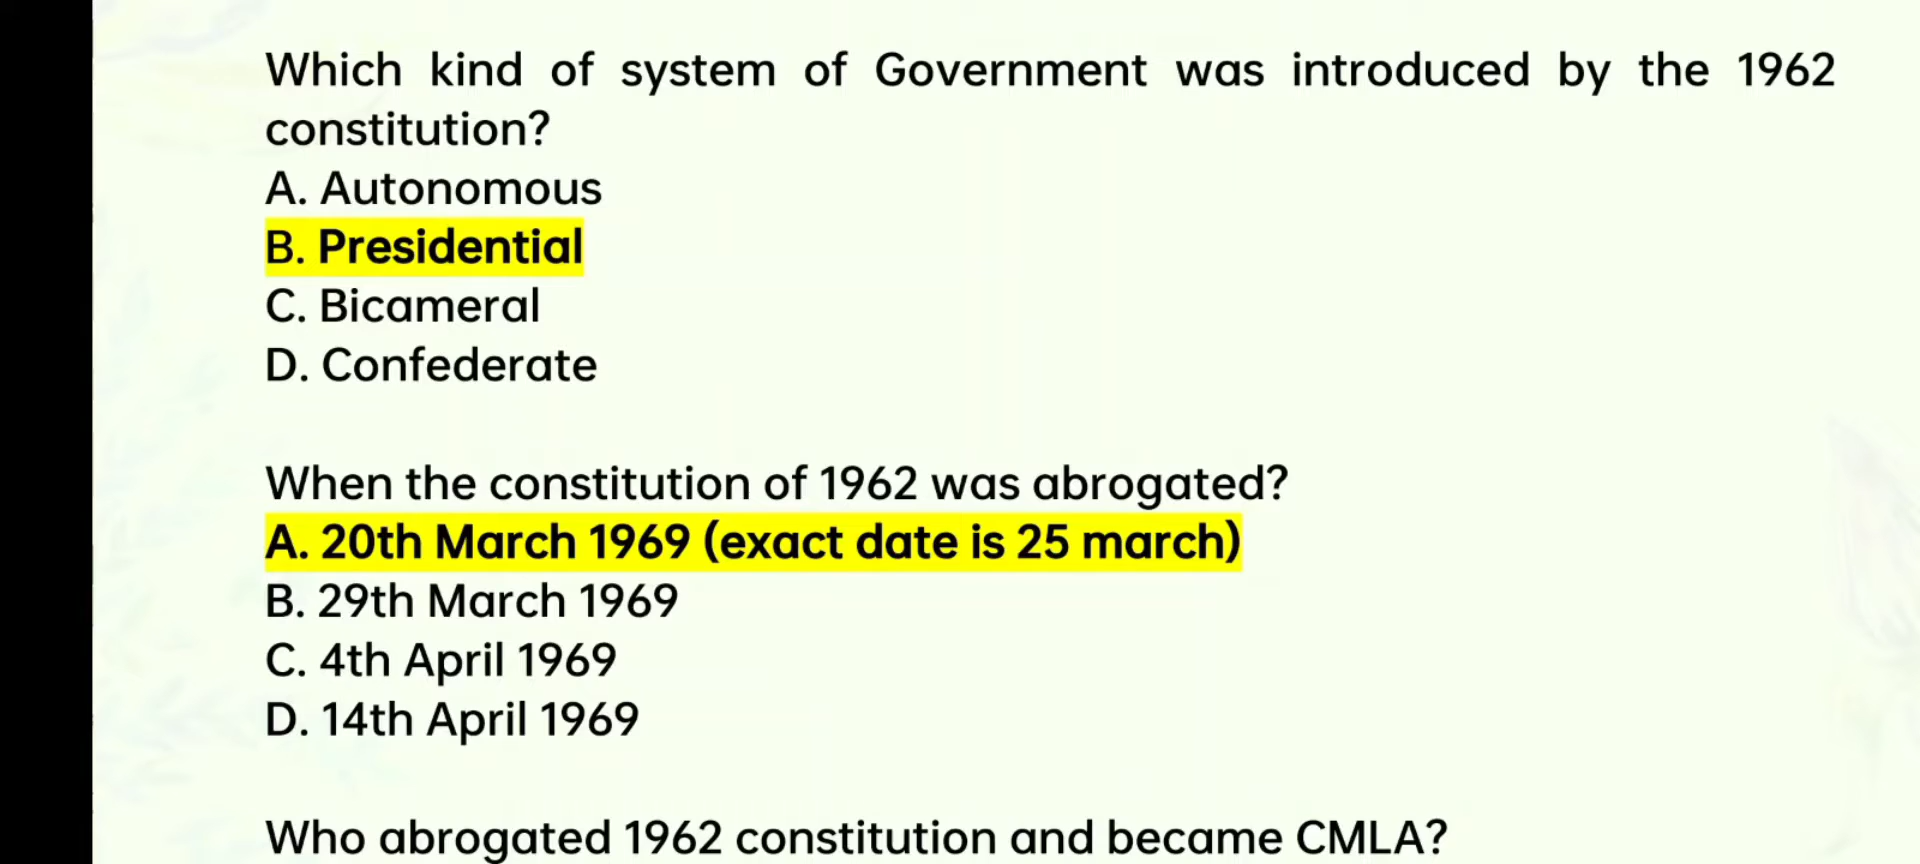 Which kind of system of Government was introduced by the 1962
constitution?
A. Autonomous
B. Presidential
C. Bicameral
D. Confederate
When the constitution of 1962 was abrogated?
A. 20th March 1969 (exact date is 25 march)
B. 29th March 1969
C. 4th April 1969
D. 14th April 1969
Who abrogated 1962 constitution and became CMLA?